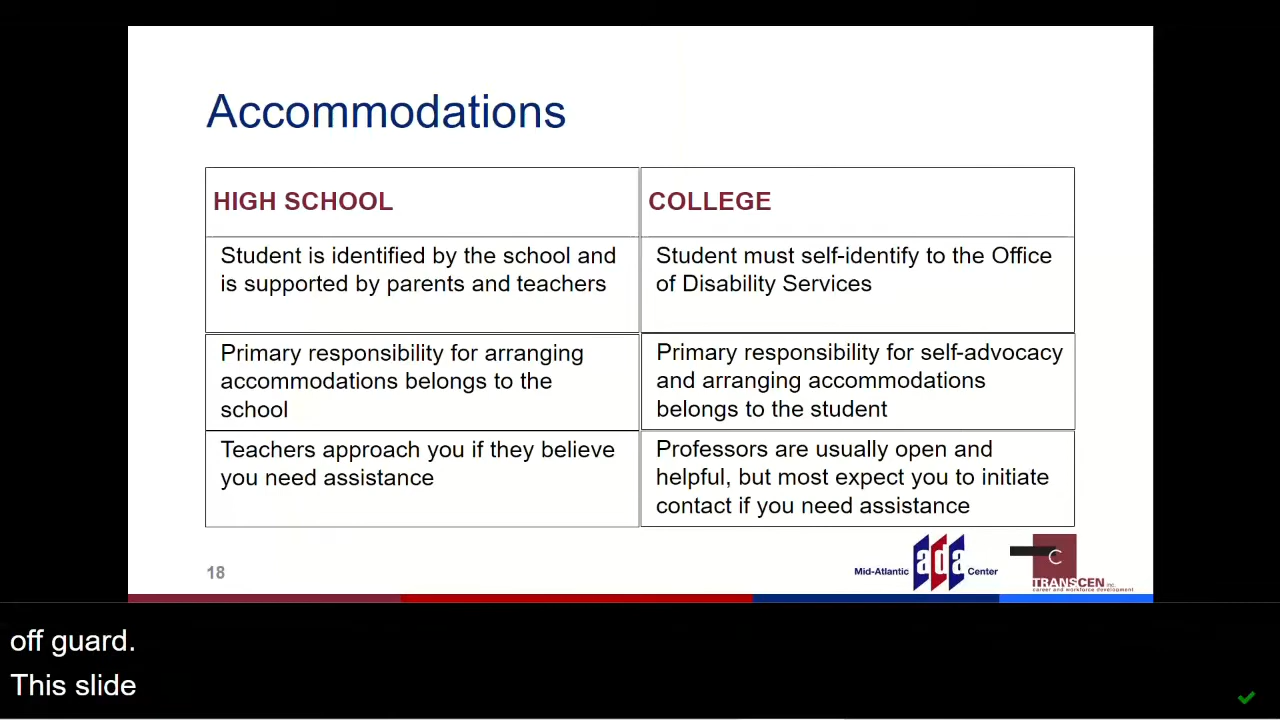 Accommodations
HIGH SCHOOL
COLLEGE
Student is identified by the school and
is supported by parents and teachers
Student must self-identify to the Office
of Disability Services
Primary responsibility for arranging
accommodations belongs to the
school
Primary responsibility for self-advocacy
and arranging accommodations
belongs to the student
Teachers approach you if they believe
you need assistance
Professors are usually open and
helpful, but most expect you to initiate
contact if you need assistance
18
Mid-Atlantic ada Center
C
TRANSCEN inc.
career and workforce development
off guard.
This slide